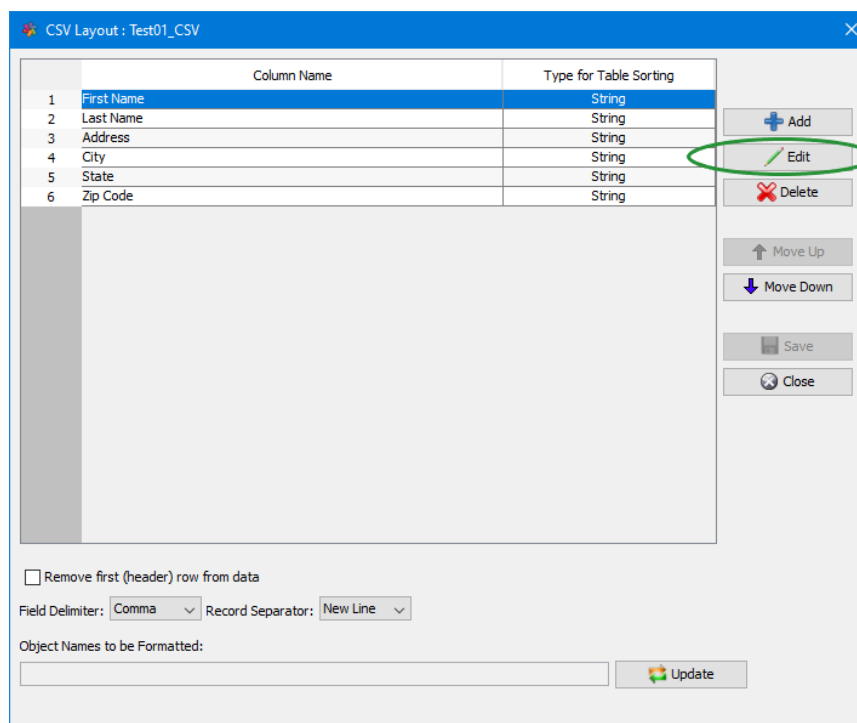 CSV Layout : Test01_CSV
Column Name Type for Table Sorting
1 First Name String
2 Last Name String
3 Address String
4 City String
5 State String
6 Zip Code String
Add
Edit
Delete
Move Up
Move Down
Save
Close
Remove first (header) row from data
Field Delimiter: Comma Record Separator: New Line
Object Names to be Formatted:
Update